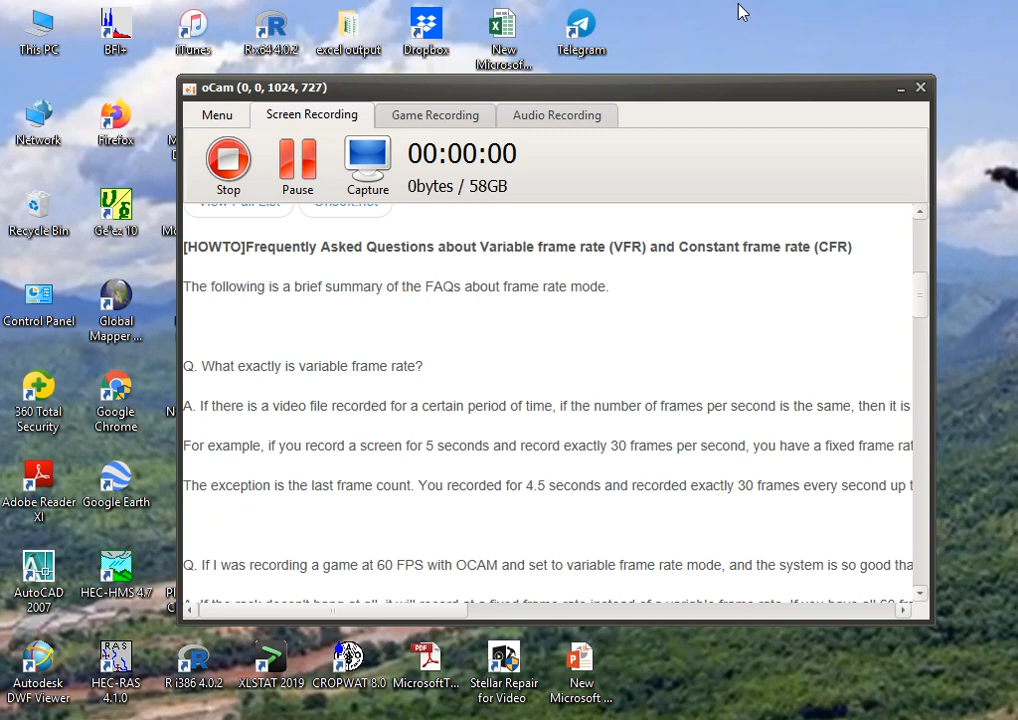 This PC
BFI+
iTunes
R x64 4.0.2
excel output
Dropbox
New
Microsof...
Telegram
oCam (0, 0, 1024, 727)
Menu
Screen Recording
Game Recording
Audio Recording
Stop
Pause
Capture
00:00:00
0bytes / 58GB
[HOWTO]Frequently Asked Questions about Variable frame rate (VFR) and Constant frame rate (CFR)
The following is a brief summary of the FAQs about frame rate mode.
Q. What exactly is variable frame rate?
A. If there is a video file recorded for a certain period of time, if the number of frames per second is the same, then it is
For example, if you record a screen for 5 seconds and record exactly 30 frames per second, you have a fixed frame rat
The exception is the last frame count. You recorded for 4.5 seconds and recorded exactly 30 frames every second up t
Q. If I was recording a game at 60 FPS with OCAM and set to variable frame rate mode, and the system is so good tha
Network
Firefox
Recycle Bin
Ge'ez 10
Control Panel
Global
Mapper ...
360 Total
Security
Google
Chrome
Adobe Reader
XI
Google Earth
AutoCAD
2007
HEC-HMS 4.7
Autodesk
DWF Viewer
HEC-RAS
4.1.0
R i386 4.0.2
XLSTAT 2019
CROPWAT 8.0
MicrosoftT...
Stellar Repair
for Video
New
Microsoft ...